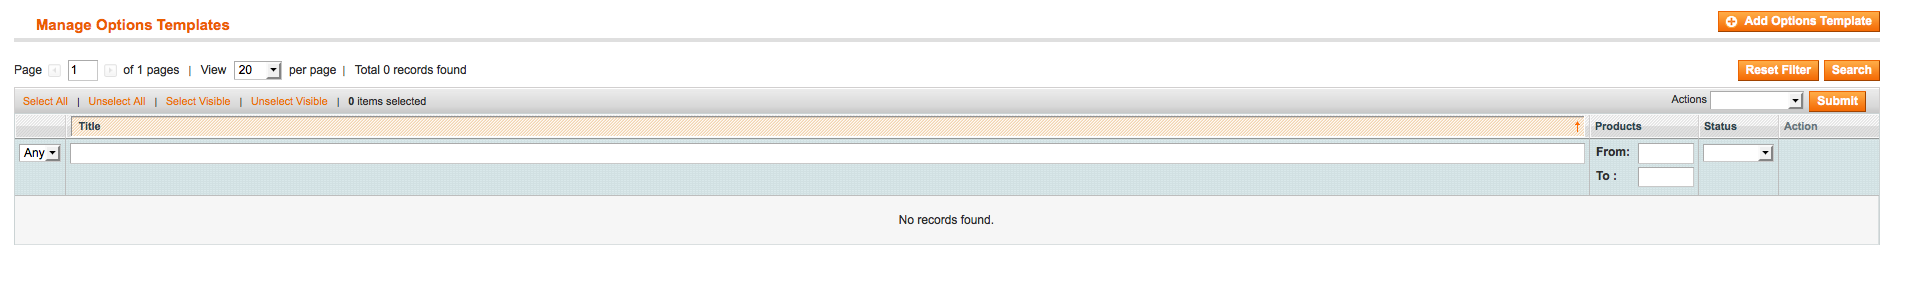 Manage Options Templates
Add Options Template
Page 1 of 1 pages | View 20 per page | Total 0 records found
Reset Filter Search
Select All | Unselect All | Select Visible | Unselect Visible | 0 items selected
Actions Submit
Title Products Status Action
Any From:
To :
No records found.